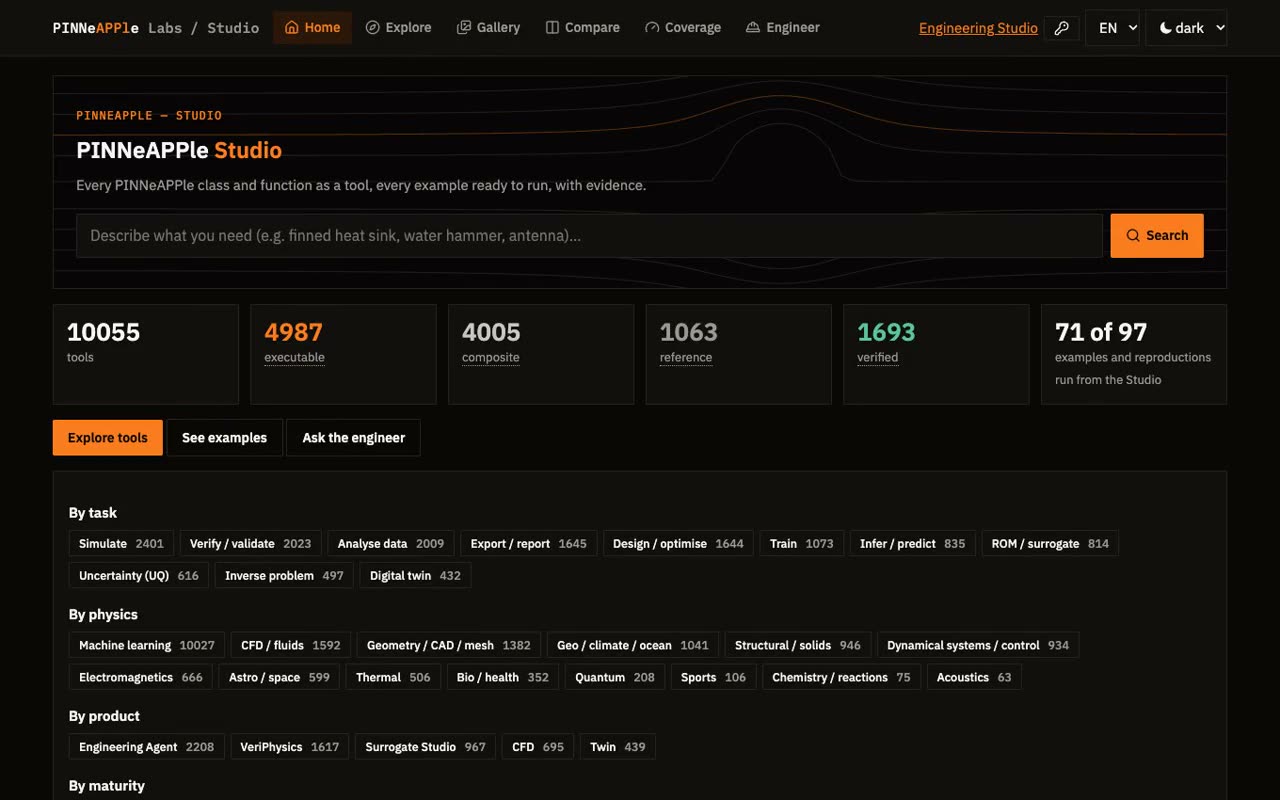 PINNeAPPle Labs / Studio Home Explore Gallery Compare Coverage Engineer Engineering Studio EN dark
PINNEAPPLE — STUDIO
PINNeAPPle Studio
Every PINNeAPPle class and function as a tool, every example ready to run, with evidence.
Describe what you need (e.g. finned heat sink, water hammer, antenna)... Search
10055 4987 4005 1063 1693 71 of 97
tools executable composite reference verified examples and reproductions
run from the Studio
Explore tools See examples Ask the engineer
By task
Simulate 2401 Verify / validate 2023 Analyse data 2009 Export / report 1645 Design / optimise 1644 Train 1073 Infer / predict 835 ROM / surrogate 814
Uncertainty (UQ) 616 Inverse problem 497 Digital twin 432
By physics
Machine learning 10027 CFD / fluids 1592 Geometry / CAD / mesh 1382 Geo / climate / ocean 1041 Structural / solids 946 Dynamical systems / control 934
Electromagnetics 666 Astro / space 599 Thermal 506 Bio / health 352 Quantum 208 Sports 106 Chemistry / reactions 75 Acoustics 63
By product
Engineering Agent 2208 VeriPhysics 1617 Surrogate Studio 967 CFD 695 Twin 439
By maturity